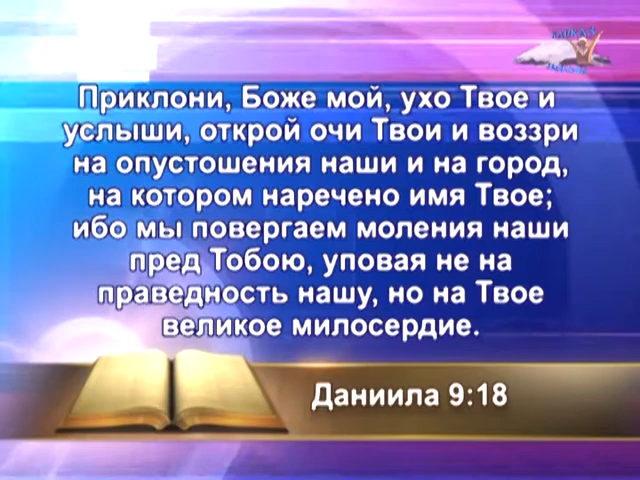 Приклони, Боже мой, ухо Твое и
услыши, открой очи Твои и воззри
на опустошения наши и на город,
на котором наречено имя Твое;
ибо мы повергаем моления наши
пред Тобою, уповая не на
праведность нашу, но на Твое
великое милосердие.
Даниила 9:18